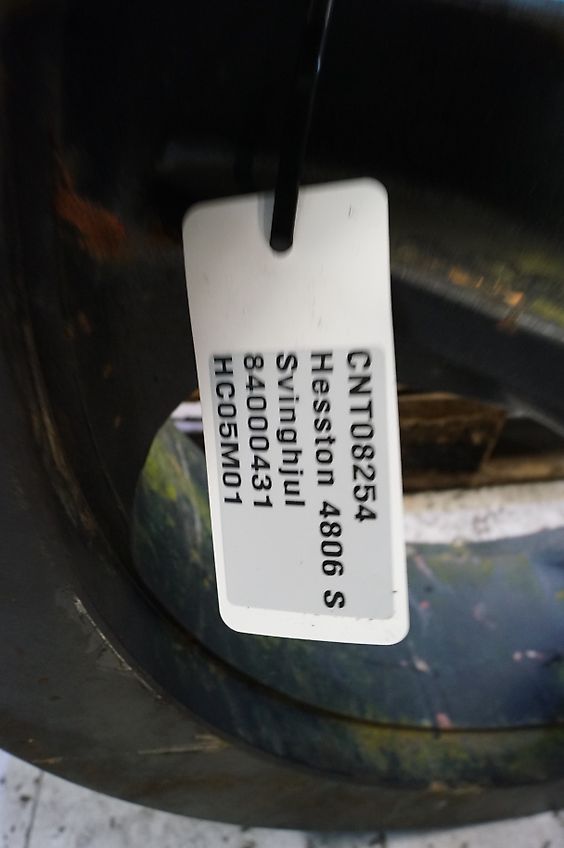 CNT08254
Hesston 4806 S
Svinghjul
84000431
HC05M01